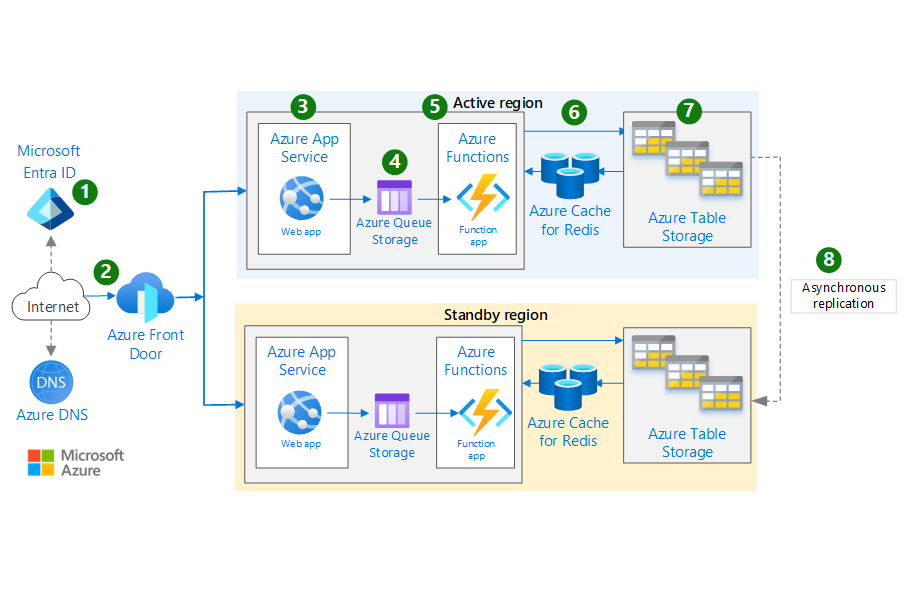 Microsoft
Entra ID
1
Internet
2
Azure Front
Door
DNS
Azure DNS
Microsoft
Azure
Active region
3
Azure App
Service
Web app
4
Azure Queue
Storage
5
Azure
Functions
Function
app
6
Azure Cache
for Redis
7
Azure Table
Storage
8
Asynchronous
replication
Standby region
Azure App
Service
Web app
Azure Queue
Storage
Azure
Functions
Function
app
Azure Cache
for Redis
Azure Table
Storage